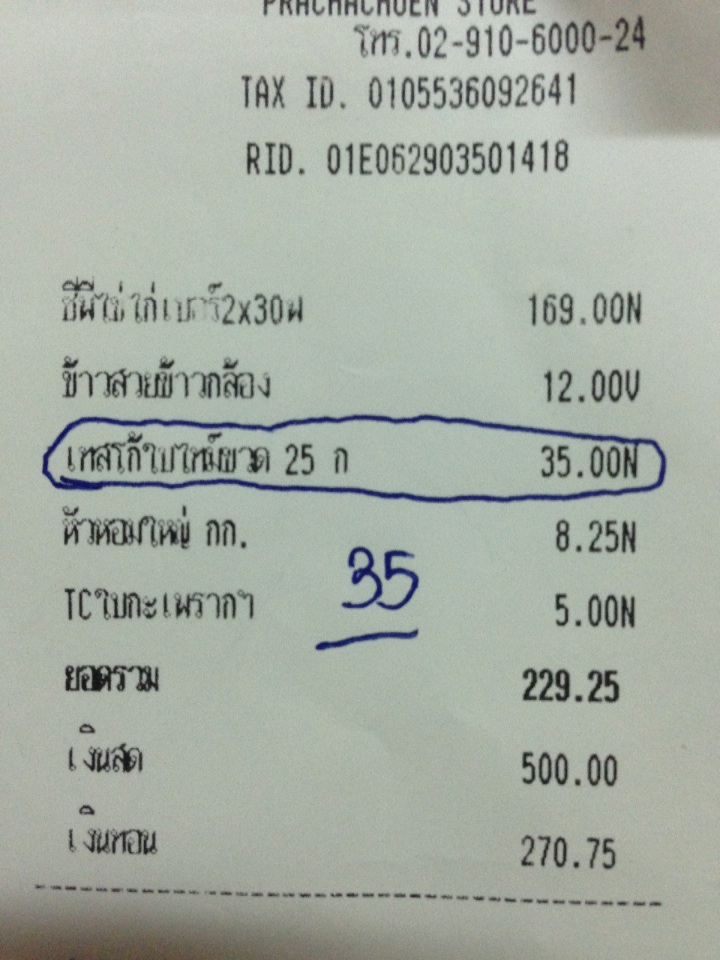 PRACHACHUEN STORE
โทร.02-910-6000-24
TAX ID. 0105536092641
RID. 01E062903501418
ซีพีไข่ไก่เบอร์2x30ฟ 169.00N
ข้าวสวยข้าวกล้อง 12.00V
เทสโก้ใบไทม์ขวด 25 ก 35.00N
หัวหอมใหญ่ กก. 8.25N
35
TCใบกะเพรากำ 5.00N
ยอดรวม 229.25
เงินสด 500.00
เงินทอน 270.75